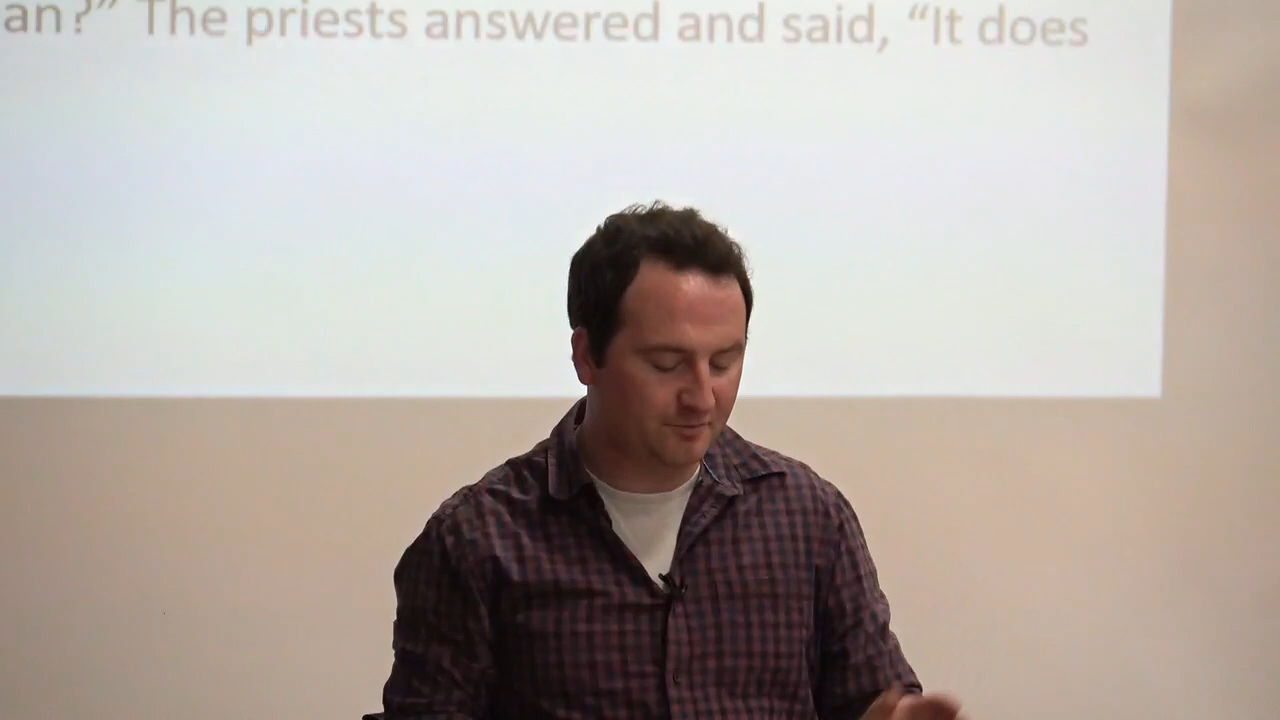 an?” The priests answered and said, “It does